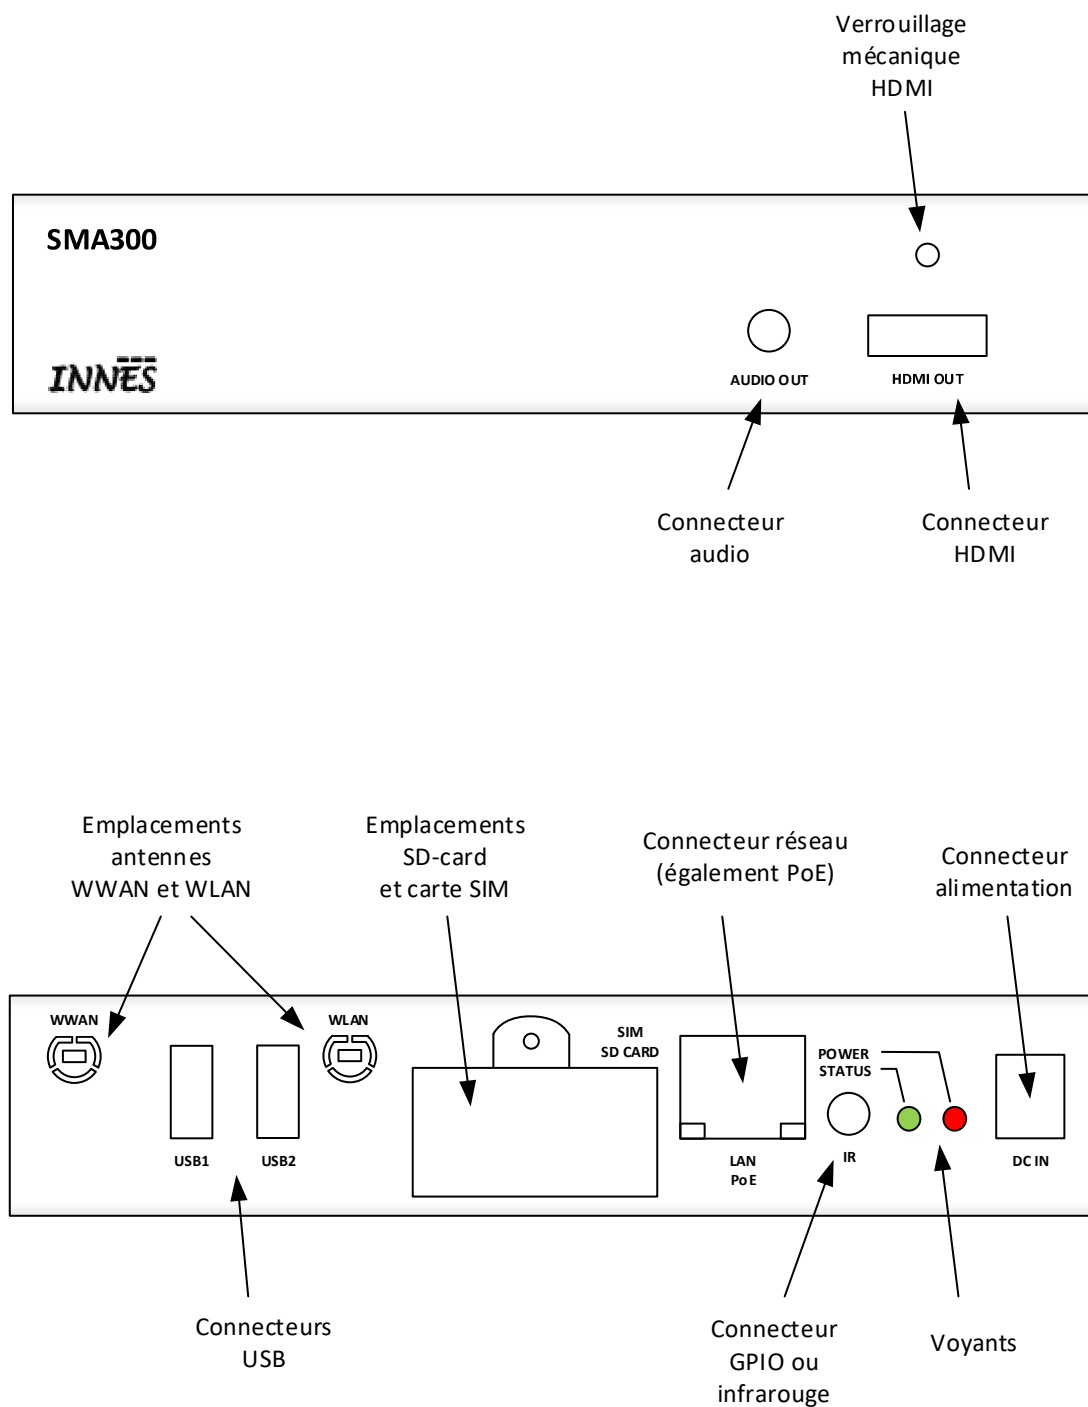 Verrouillage
mécanique
HDMI
SMA300
INNES
AUDIO OUT
HDMI OUT
Connecteur
audio
Connecteur
HDMI
Emplacements
antennes
WWAN et WLAN
Emplacements
SD-card
et carte SIM
Connecteur réseau
(également PoE)
Connecteur
alimentation
WWAN
WLAN
SIM
SD CARD
POWER
STATUS
USB1
USB2
LAN
PoE
IR
DC IN
Connecteurs
USB
Connecteur
GPIO ou
infrarouge
Voyants